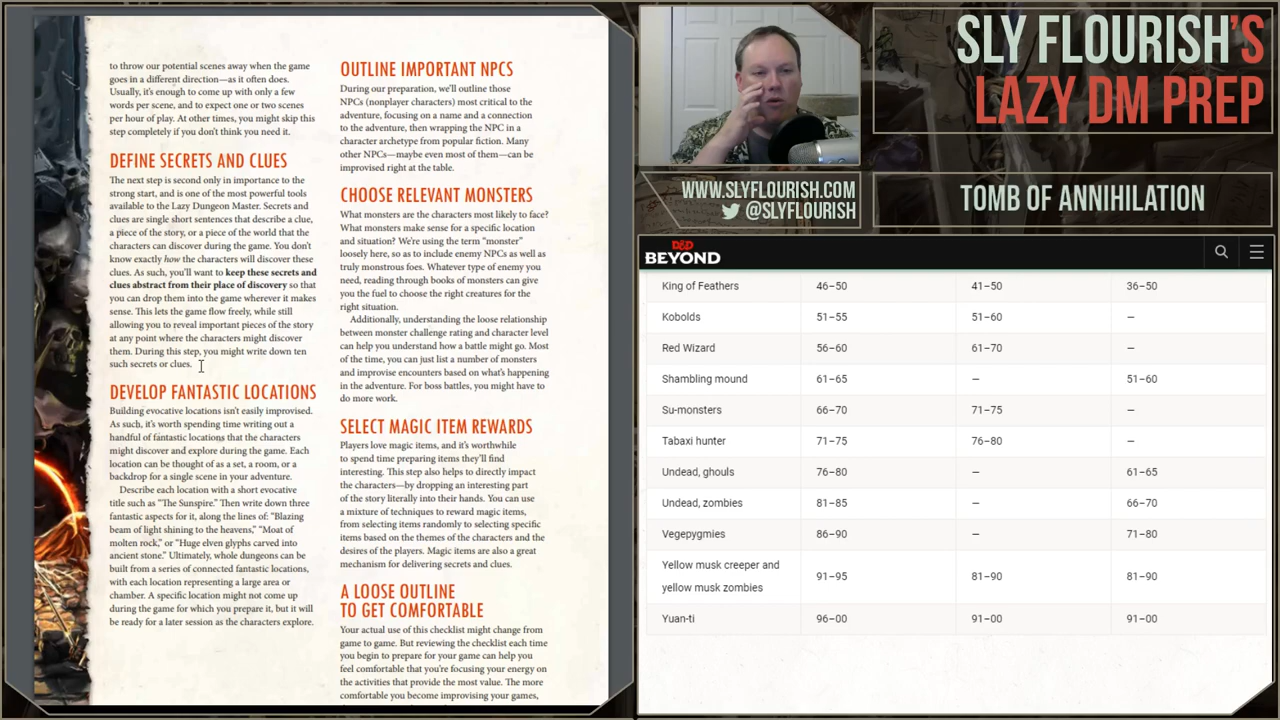 to throw our potential scenes away when the game
goes in a different direction—as it often does.
Usually, it's enough to come up with only a few
words per scene, and to expect one or two scenes
per hour of play. At other times, you might skip this
step completely if you don't think you need it.
DEFINE SECRETS AND CLUES
The next step is second only in importance to the
strong start, and is one of the most powerful tools
available to the Lazy Dungeon Master. Secrets and
clues are single short sentences that describe a clue,
a piece of the story, or a piece of the world that the
characters can discover during the game. You don't
know exactly how the characters will discover these
clues. As such, you'll want to keep these secrets and
clues abstract from their place of discovery so that
you can drop them into the game wherever it makes
sense. This lets the game flow freely, while still
allowing you to reveal important pieces of the story
at any point where the characters might discover
them. During this step, you might write down ten
such secrets or clues.
DEVELOP FANTASTIC LOCATIONS
Building evocative locations isn't easily improvised.
As such, it's worth spending time writing out a
handful of fantastic locations that the characters
might discover and explore during the game. Each
location can be thought of as a set, a room, or a
backdrop for a single scene in your adventure.
Describe each location with a short evocative
title such as "The Sunspire." Then write down three
fantastic aspects for it, along the lines of: "Blazing
beam of light shining to the heavens," "Moat of
molten rock," or "Huge elven glyphs carved into
ancient stone." Ultimately, whole dungeons can be
built from a series of connected fantastic locations,
with each location representing a large area or
chamber. A specific location might not come up
during the game for which you prepare it, but it will
be ready for a later session as the characters explore.
OUTLINE IMPORTANT NPCS
During our preparation, we'll outline those
NPCs (nonplayer characters) most critical to the
adventure, focusing on a name and a connection
to the adventure, then wrapping the NPC in a
character archetype from popular fiction. Many
other NPCs—maybe even most of them—can be
improvised right at the table.
CHOOSE RELEVANT MONSTERS
What monsters are the characters most likely to face?
What monsters make sense for a specific location
and situation? We're using the term "monster"
loosely here, so as to include enemy NPCs as well as
truly monstrous foes. Whatever type of enemy you
need, reading through books of monsters can give
you the fuel to choose the right creatures for the
right situation.
Additionally, understanding the loose relationship
between monster challenge rating and character level
can help you understand how a battle might go. Most
of the time, you can just list a number of monsters
and improvise encounters based on what's happening
in the adventure. For boss battles, you might have to
do more work.
SELECT MAGIC ITEM REWARDS
Players love magic items, and it's worthwhile
to spend time preparing items they'll find
interesting. This step also helps to directly impact
the characters—by dropping an interesting part
of the story literally into their hands. You can use
a mixture of techniques to reward magic items,
from selecting items randomly to selecting specific
items based on the themes of the characters and the
desires of the players. Magic items are also a great
mechanism for delivering secrets and clues.
A LOOSE OUTLINE
TO GET COMFORTABLE
Your actual use of this checklist might change from
game to game. But reviewing the checklist each time
you begin to prepare for your game can help you
feel comfortable that you're focusing your energy on
the activities that provide the most value. The more
comfortable you become improvising your games,
SLY FLOURISH'S
LAZY DM PREP
WWW.SLYFLOURISH.COM
@SLYFLOURISH
TOMB OF ANNIHILATION
D&D
BEYOND
King of Feathers 46–50 41–50 36–50
Kobolds 51–55 51–60 —
Red Wizard 56–60 61–70 —
Shambling mound 61–65 — 51–60
Su-monsters 66–70 71–75 —
Tabaxi hunter 71–75 76–80 —
Undead, ghouls 76–80 — 61–65
Undead, zombies 81–85 — 66–70
Vegepygmies 86–90 — 71–80
Yellow musk creeper and
yellow musk zombies 91–95 81–90 81–90
Yuan-ti 96–00 91–00 91–00